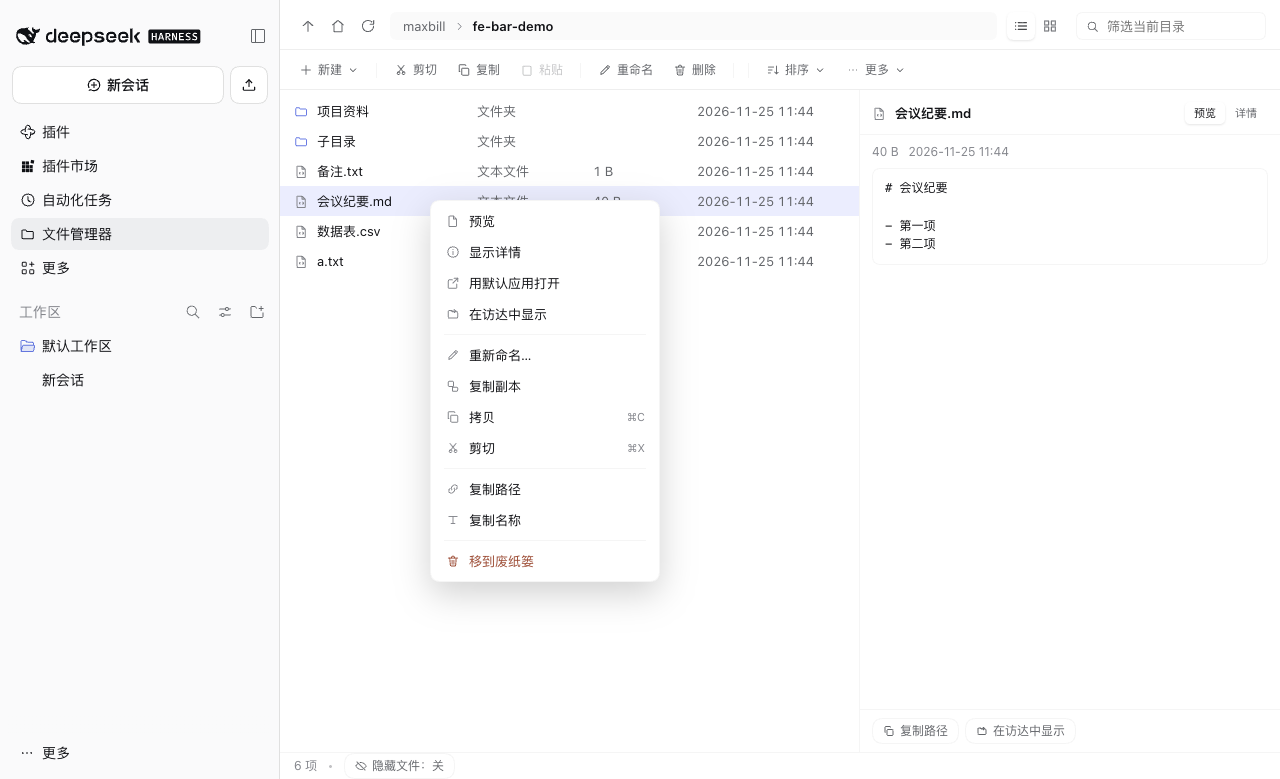 deepseek HARNESS
新会话
插件
插件市场
自动化任务
文件管理器
更多
工作区
默认工作区
新会话
更多
maxbill > fe-bar-demo
筛选当前目录
新建 剪切 复制 粘贴 重命名 删除 排序 更多
项目资料 文件夹 2026-11-25 11:44
子目录 文件夹 2026-11-25 11:44
备注.txt 文本文件 1 B 2026-11-25 11:44
会议纪要.md 文本文件 40 B 2026-11-25 11:44
数据表.csv 2026-11-25 11:44
a.txt 2026-11-25 11:44
预览
显示详情
用默认应用打开
在访达中显示
重新命名...
复制副本
拷贝 ⌘C
剪切 ⌘X
复制路径
复制名称
移到废纸篓
会议纪要.md 预览 详情
40 B 2026-11-25 11:44
# 会议纪要
- 第一项
- 第二项
复制路径 在访达中显示
6 项 • 隐藏文件：关